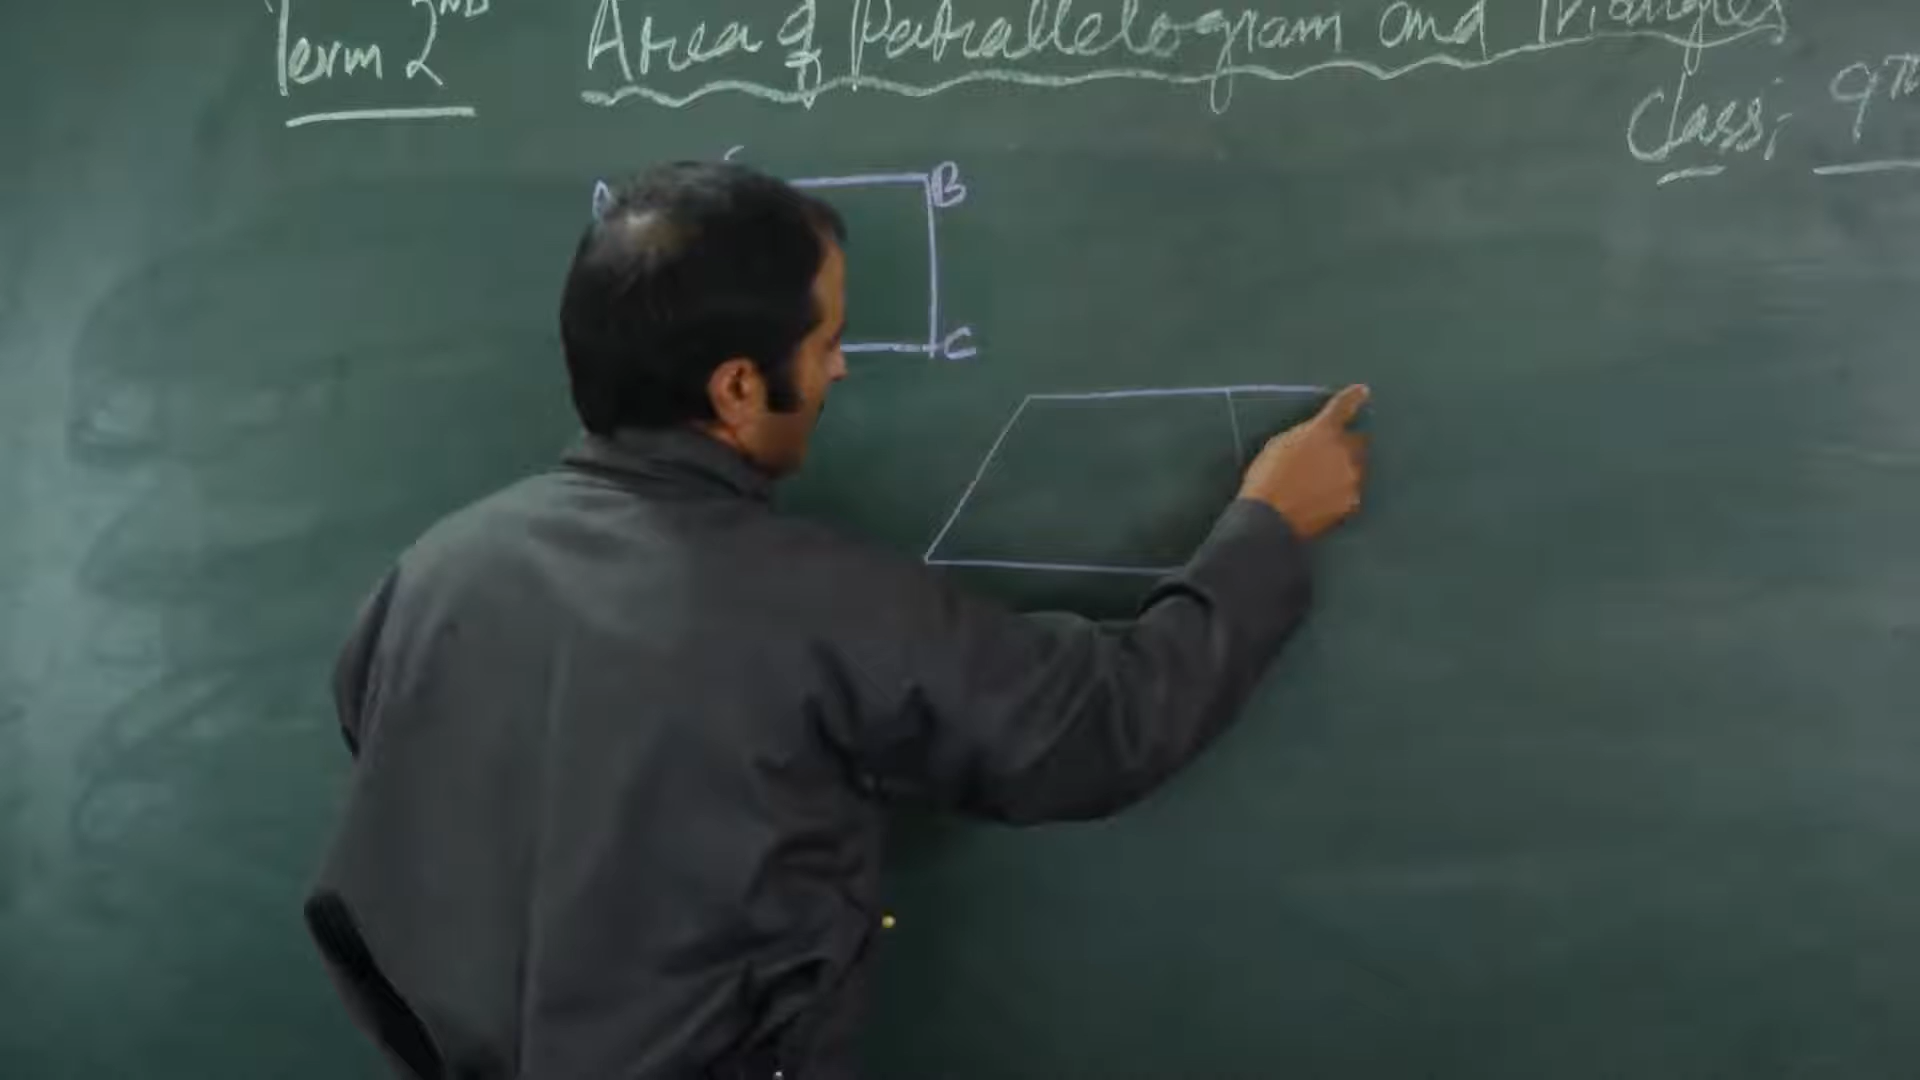 Term 2ND
Area of Parallelogram and Triangles
Class; 9TH
A
B
C